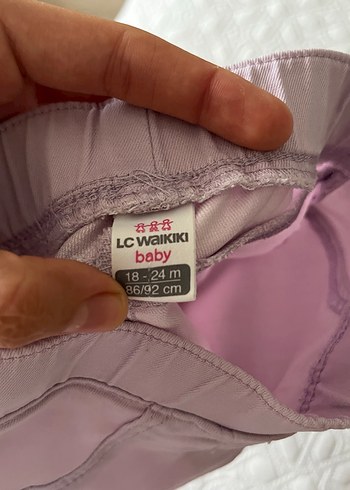 LC WAIKIKI
baby
18 - 24 m
86/92 cm